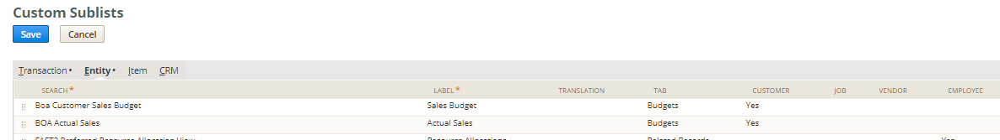 Custom Sublists
Save Cancel
Transaction • Entity • Item CRM
SEARCH * LABEL * TRANSLATION TAB CUSTOMER JOB VENDOR EMPLOYEE
Boa Customer Sales Budget Sales Budget Budgets Yes
BOA Actual Sales Actual Sales Budgets Yes
Preferred Resource Allocation View Resource Allocations Related Records Yes